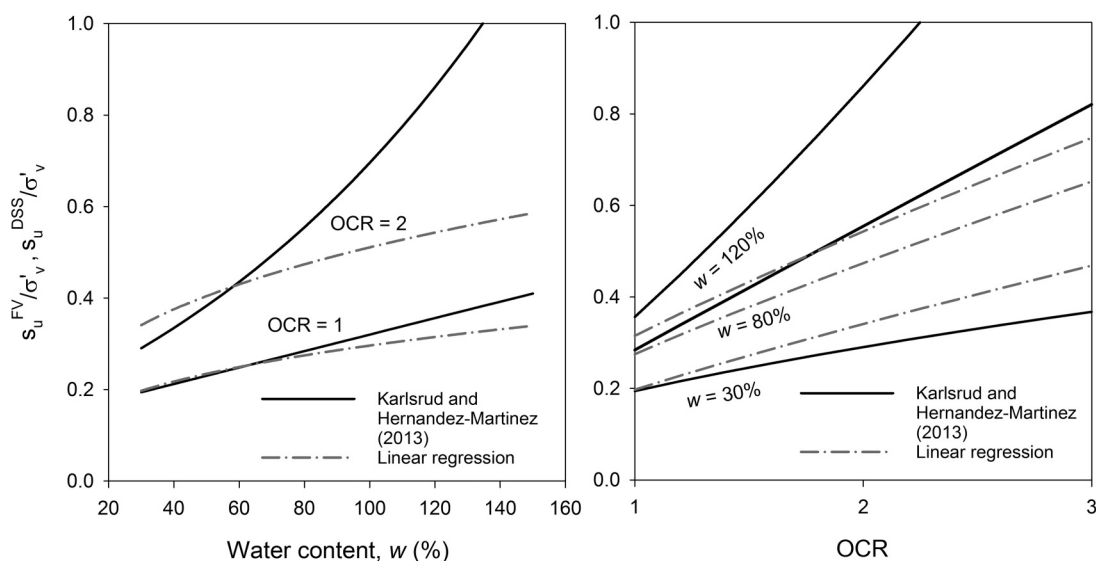 s_u^FV/σ'_v , s_u^DSS/σ'_v
1.0
0.8
0.6
0.4
0.2
0.0
OCR = 2
OCR = 1
Karlsrud and
Hernandez-Martinez
(2013)
Linear regression
20 40 60 80 100 120 140 160
Water content, w (%)
1.0
0.8
0.6
0.4
0.2
0.0
w = 120%
w = 80%
w = 30%
Karlsrud and
Hernandez-Martinez
(2013)
Linear regression
1 2 3
OCR